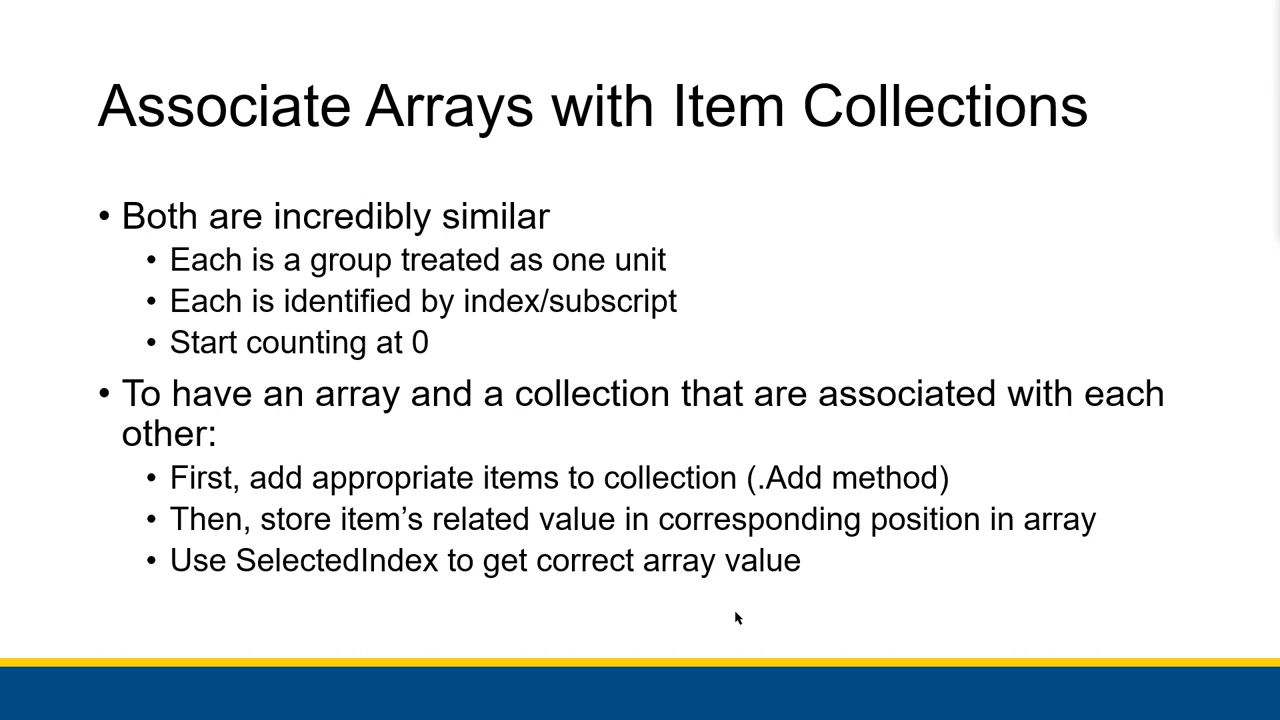 Associate Arrays with Item Collections
• Both are incredibly similar
• Each is a group treated as one unit
• Each is identified by index/subscript
• Start counting at 0
• To have an array and a collection that are associated with each
other:
• First, add appropriate items to collection (.Add method)
• Then, store item’s related value in corresponding position in array
• Use SelectedIndex to get correct array value